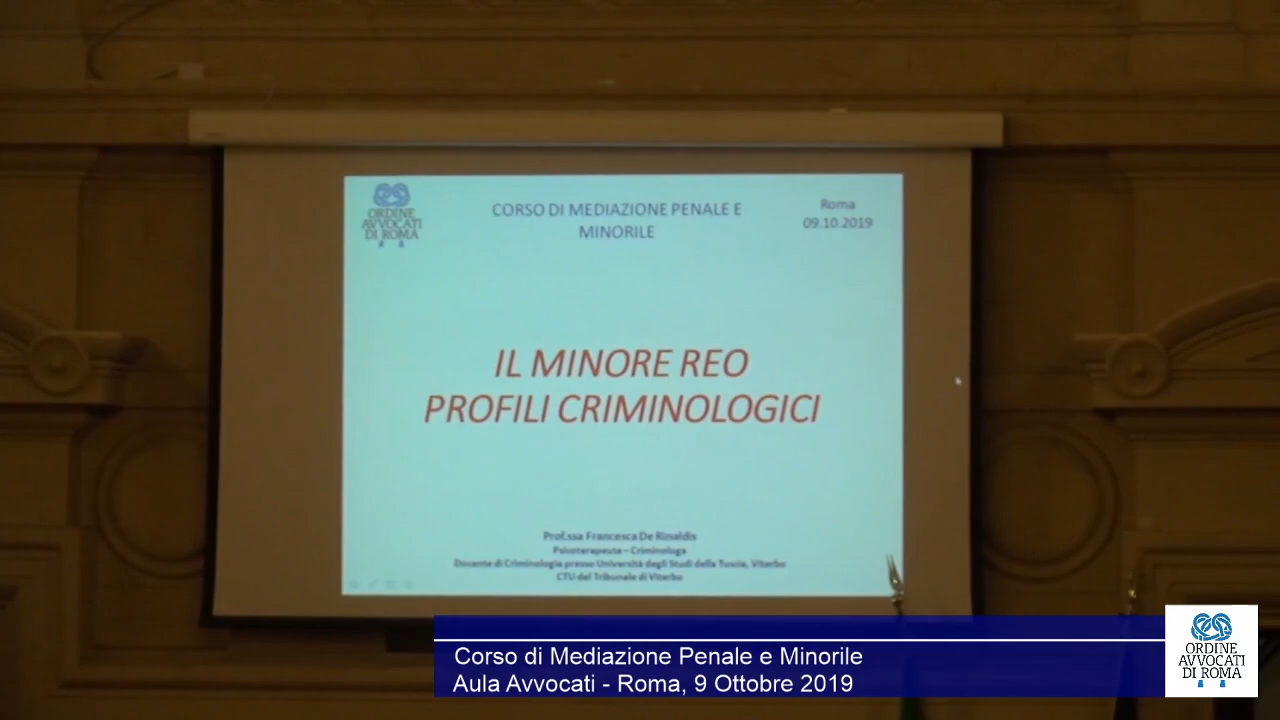 ORDINE
AVVOCATI
DI ROMA
CORSO DI MEDIAZIONE PENALE E
MINORILE
Roma
09.10.2019
IL MINORE REO
PROFILI CRIMINOLOGICI
Prof.ssa Francesca De Rinaldis
Psicoterapeuta – Criminologa
Docente di Criminologia presso Università degli Studi della Tuscia, Viterbo
CTU del Tribunale di Viterbo
Corso di Mediazione Penale e Minorile
Aula Avvocati - Roma, 9 Ottobre 2019
ORDINE
AVVOCATI
DI ROMA